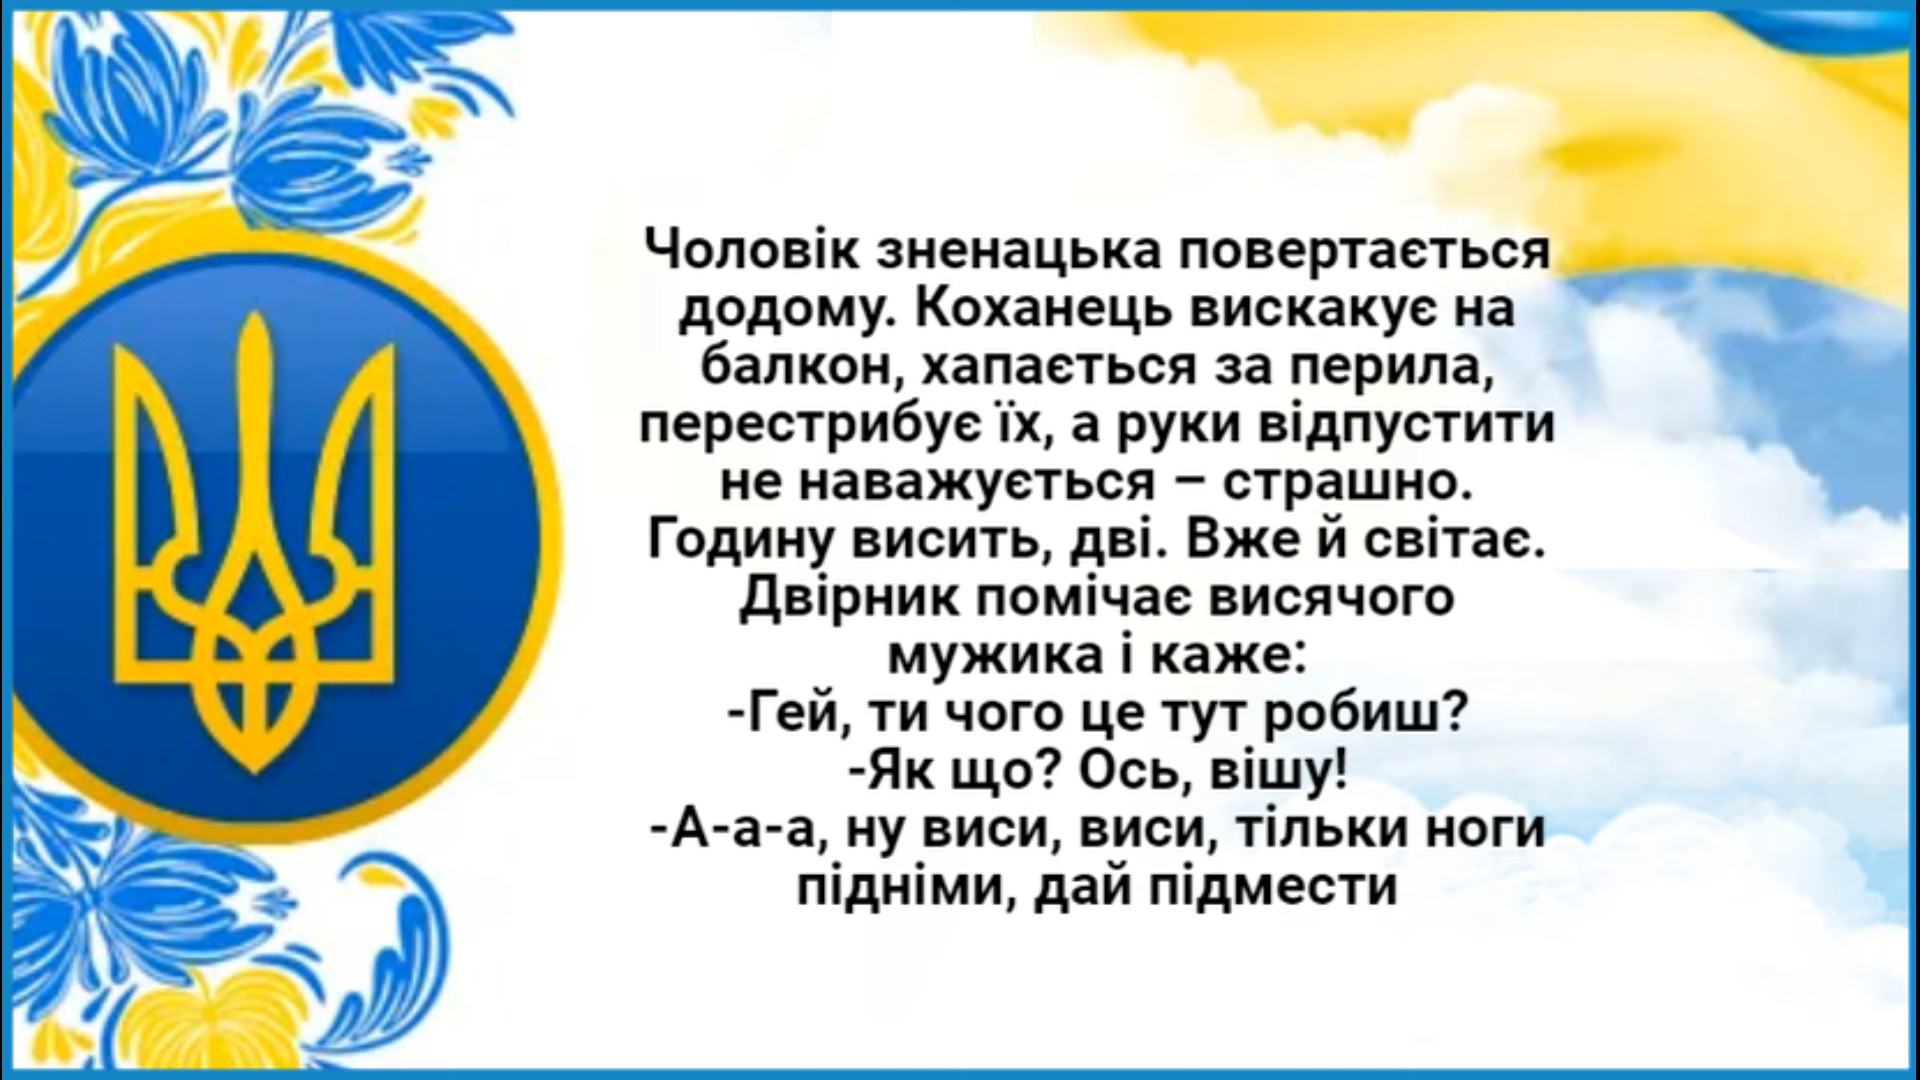 Чоловік зненацька повертається
додому. Коханець вискакує на
балкон, хапається за перила,
перестрибує їх, а руки відпустити
не наважується – страшно.
Годину висить, дві. Вже й світає.
Двірник помічає висячого
мужика і каже:
-Гей, ти чого це тут робиш?
-Як що? Ось, вішу!
-А-а-а, ну виси, виси, тільки ноги
підніми, дай підмести